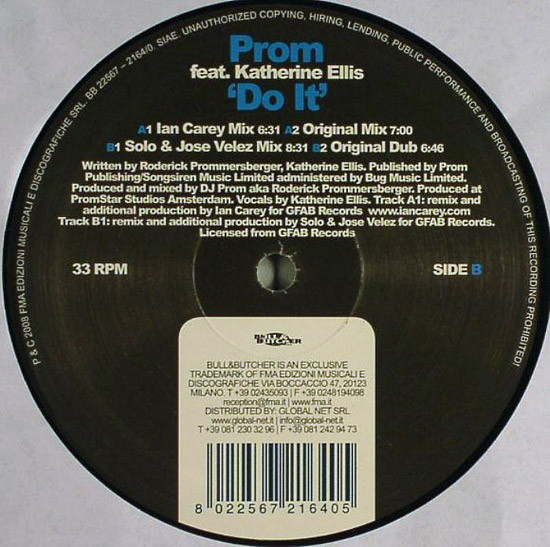 P & C 2008 FMA EDIZIONI MUSICALI E DISCOGRAFICHE SRL. BB 22567 – 2164/0. SIAE. UNAUTHORIZED COPYING, HIRING, LENDING, PUBLIC PERFORMANCE AND BROADCASTING OF THIS RECORDING PROHIBITED!
Prom
feat. Katherine Ellis
'Do It'
A1 Ian Carey Mix 6:31 A2 Original Mix 7:00
B1 Solo & Jose Velez Mix 8:31 B2 Original Dub 6:46
Written by Roderick Prommersberger, Katherine Ellis. Published by Prom
Publishing/Songsiren Music Limited administered by Bug Music Limited.
Produced and mixed by DJ Prom aka Roderick Prommersberger. Produced at
PromStar Studios Amsterdam. Vocals by Katherine Ellis. Track A1: remix and
additional production by Ian Carey for GFAB Records www.iancarey.com
Track B1: remix and additional production by Solo & Jose Velez for GFAB Records.
Licensed from GFAB Records
33 RPM
SIDE B
BULL& BUTCHER
BULL&BUTCHER IS AN EXCLUSIVE
TRADEMARK OF FMA EDIZIONI MUSICALI E
DISCOGRAFICHE VIA BOCCACCIO 47, 20123
MILANO. T +39 02435093 | F +39 0248194098
reception@fma.it | www.fma.it
DISTRIBUTED BY: GLOBAL NET SRL
www.global-net.it | info@global-net.it
T +39 081 230 32 96 | F +39 081 242 94 73
8 022567 216405